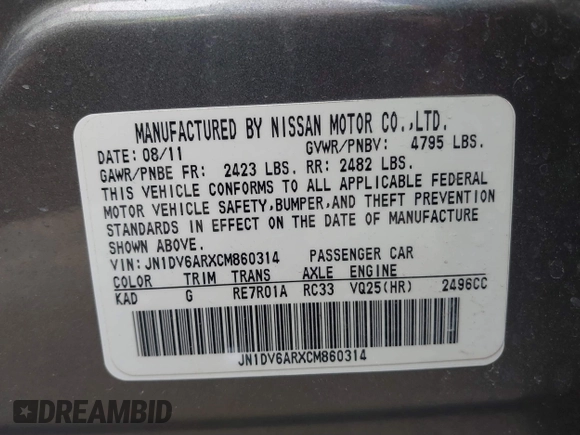 MANUFACTURED BY NISSAN MOTOR CO.,LTD.
DATE: 08/11 GVWR/PNBV: 4795 LBS.
GAWR/PNBE FR: 2423 LBS. RR: 2482 LBS.
THIS VEHICLE CONFORMS TO ALL APPLICABLE FEDERAL
MOTOR VEHICLE SAFETY,BUMPER,AND THEFT PREVENTION
STANDARDS IN EFFECT ON THE DATE OF MANUFACTURE
SHOWN ABOVE.
VIN: JN1DV6ARXCM860314 PASSENGER CAR
COLOR TRIM TRANS AXLE ENGINE
KAD G RE7R01A RC33 VQ25(HR) 2496CC
JN1DV6ARXCM860314
DREAMBID